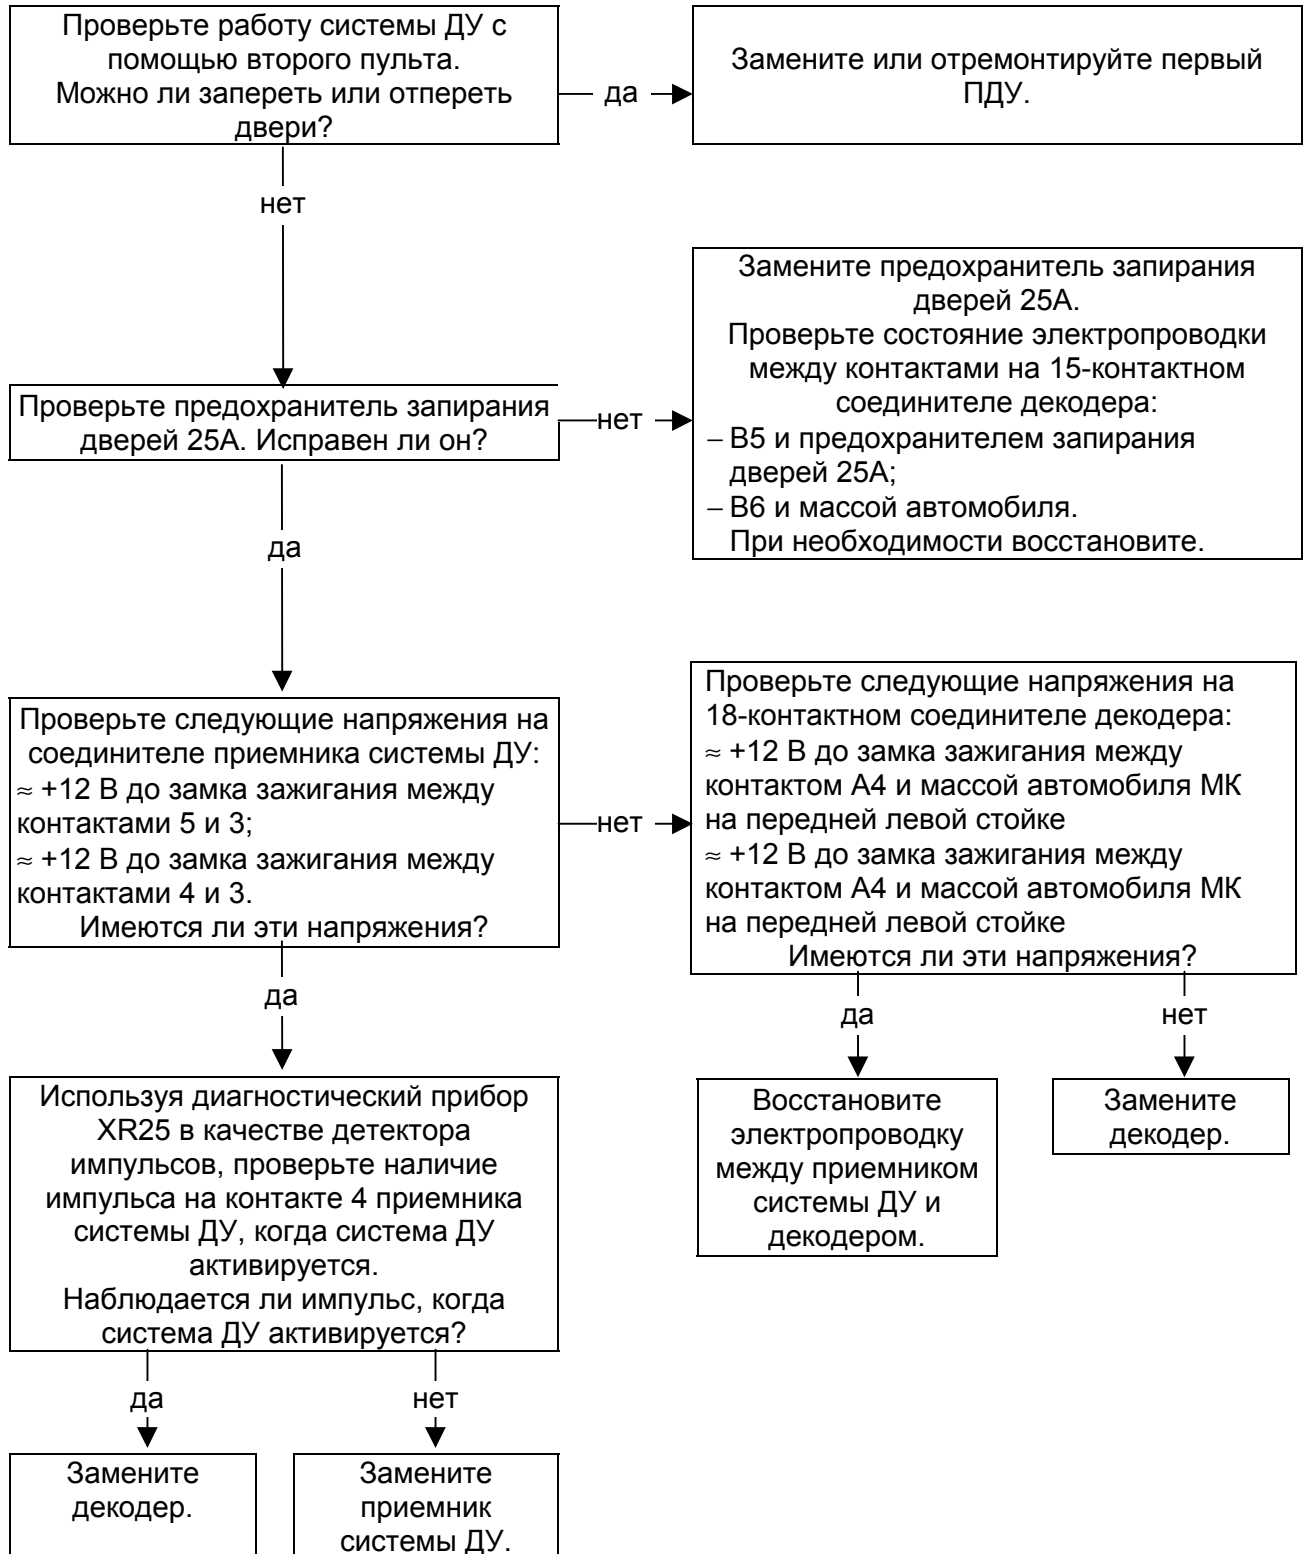 Проверьте работу системы ДУ с
помощью второго пульта.
Можно ли запереть или отпереть
двери?
да
Замените или отремонтируйте первый
ПДУ.
нет
Проверьте предохранитель запирания
дверей 25А. Исправен ли он?
нет
Замените предохранитель запирания
дверей 25А.
Проверьте состояние электропроводки
между контактами на 15-контактном
соединителе декодера:
– В5 и предохранителем запирания
дверей 25А;
– В6 и массой автомобиля.
При необходимости восстановите.
да
Проверьте следующие напряжения на
соединителе приемника системы ДУ:
≈ +12 В до замка зажигания между
контактами 5 и 3;
≈ +12 В до замка зажигания между
контактами 4 и 3.
Имеются ли эти напряжения?
нет
Проверьте следующие напряжения на
18-контактном соединителе декодера:
≈ +12 В до замка зажигания между
контактом А4 и массой автомобиля МК
на передней левой стойке
≈ +12 В до замка зажигания между
контактом А4 и массой автомобиля МК
на передней левой стойке
Имеются ли эти напряжения?
да
да
нет
Используя диагностический прибор
XR25 в качестве детектора
импульсов, проверьте наличие
импульса на контакте 4 приемника
системы ДУ, когда система ДУ
активируется.
Наблюдается ли импульс, когда
система ДУ активируется?
Восстановите
электропроводку
между приемником
системы ДУ и
декодером.
Замените
декодер.
да
нет
Замените
декодер.
Замените
приемник
системы ДУ.